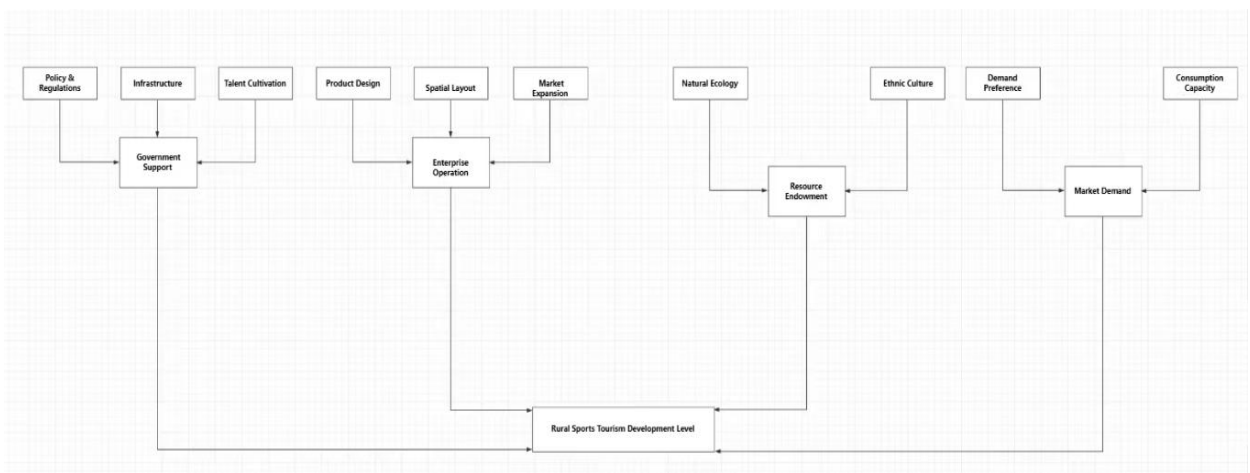 Policy &
Regulations
Infrastructure
Talent Cultivation
Product Design
Spatial Layout
Market
Expansion
Natural Ecology
Ethnic Culture
Demand
Preference
Consumption
Capacity
Government
Support
Enterprise
Operation
Resource
Endowment
Market Demand
Rural Sports Tourism Development Level